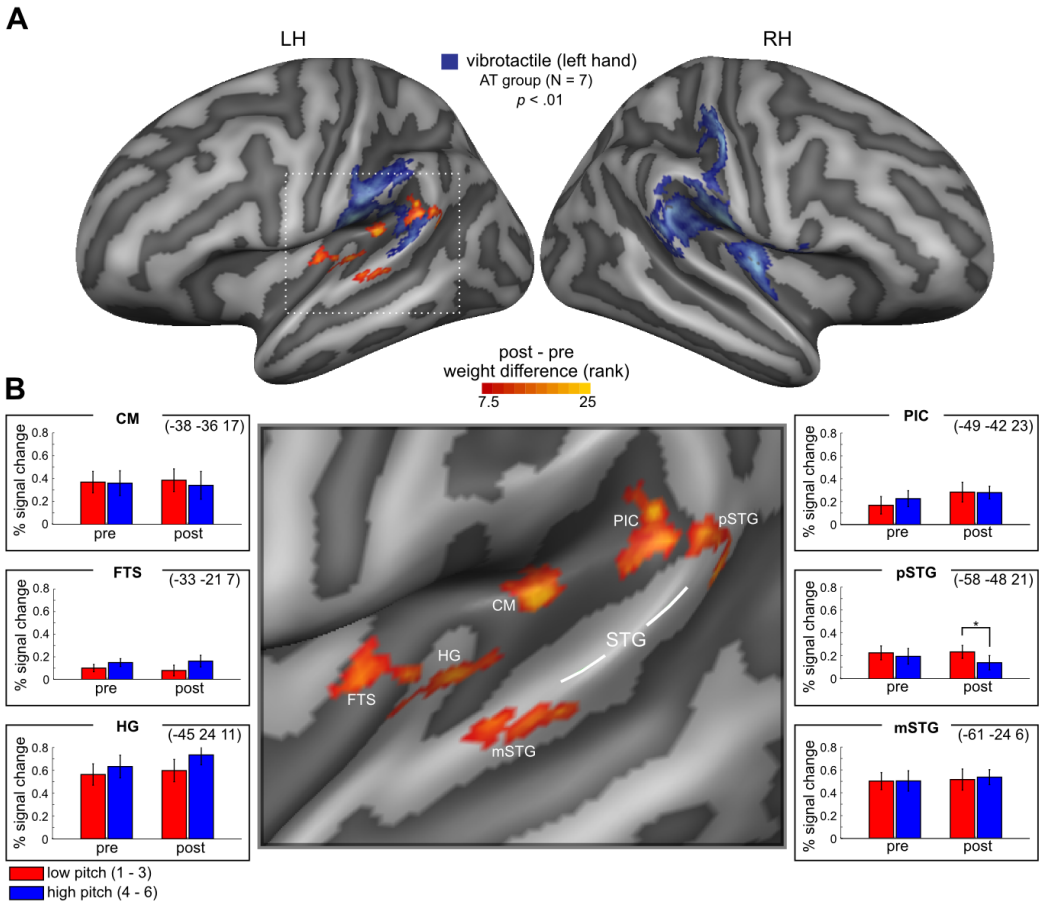 A
LH
RH
vibrotactile (left hand)
AT group (N = 7)
p < .01
post - pre
weight difference (rank)
7.5 25
B
CM
(-38 -36 17)
% signal change
0.8
0.6
0.4
0.2
0
pre post
FTS
(-33 -21 7)
% signal change
0.8
0.6
0.4
0.2
0
pre post
HG
(-45 24 11)
% signal change
0.8
0.6
0.4
0.2
0
pre post
low pitch (1 - 3)
high pitch (4 - 6)
PIC
pSTG
CM
STG
HG
FTS
mSTG
PIC
(-49 -42 23)
% signal change
0.8
0.6
0.4
0.2
0
pre post
pSTG
(-58 -48 21)
% signal change
0.8
0.6
0.4
0.2
0
*
pre post
mSTG
(-61 -24 6)
% signal change
0.8
0.6
0.4
0.2
0
pre post